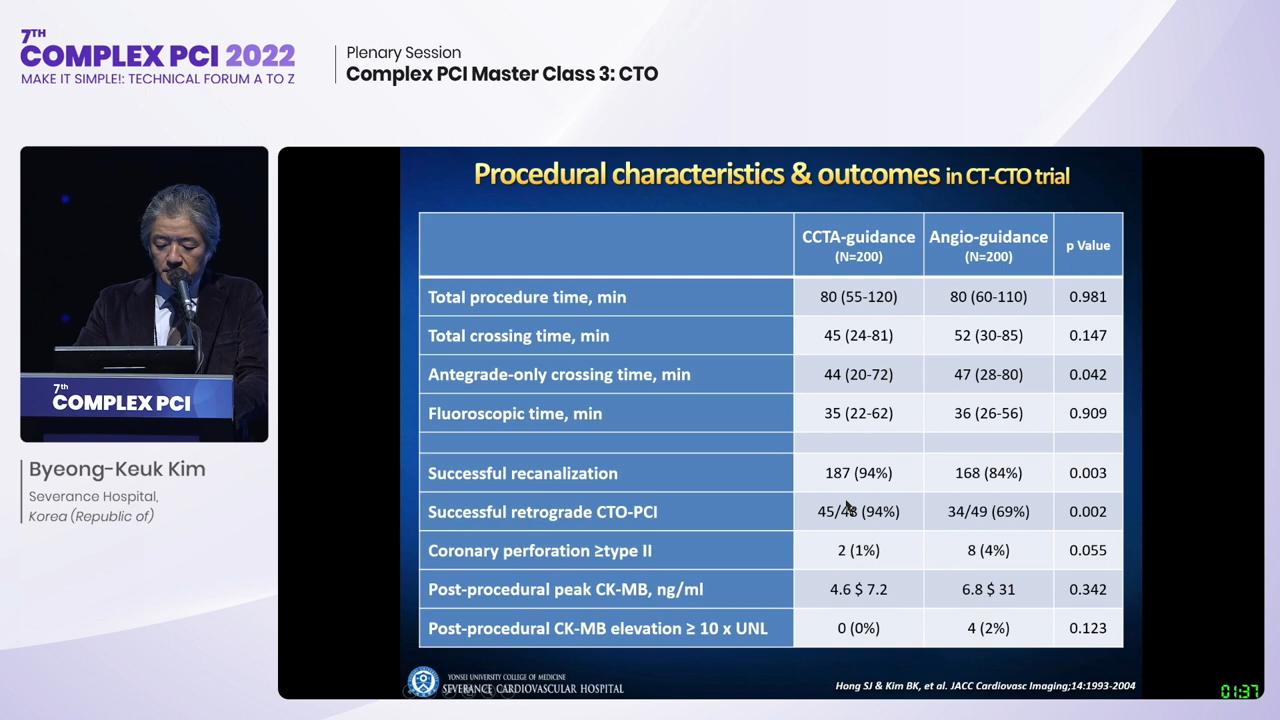 7TH
COMPLEX PCI 2022
MAKE IT SIMPLE!: TECHNICAL FORUM A TO Z
Plenary Session
Complex PCI Master Class 3: CTO
7th
COMPLEX PCI
Byeong-Keuk Kim
Severance Hospital,
Korea (Republic of)
Procedural characteristics & outcomes in CT-CTO trial
CCTA-guidance Angio-guidance p Value
(N=200) (N=200)
Total procedure time, min 80 (55-120) 80 (60-110) 0.981
Total crossing time, min 45 (24-81) 52 (30-85) 0.147
Antegrade-only crossing time, min 44 (20-72) 47 (28-80) 0.042
Fluoroscopic time, min 35 (22-62) 36 (26-56) 0.909
Successful recanalization 187 (94%) 168 (84%) 0.003
Successful retrograde CTO-PCI 45/48 (94%) 34/49 (69%) 0.002
Coronary perforation ≥type II 2 (1%) 8 (4%) 0.055
Post-procedural peak CK-MB, ng/ml 4.6 $ 7.2 6.8 $ 31 0.342
Post-procedural CK-MB elevation ≥ 10 x UNL 0 (0%) 4 (2%) 0.123
YONSEI UNIVERSITY COLLEGE OF MEDICINE
SEVERANCE CARDIOVASCULAR HOSPITAL
Hong SJ & Kim BK, et al. JACC Cardiovasc Imaging;14:1993-2004
01:37